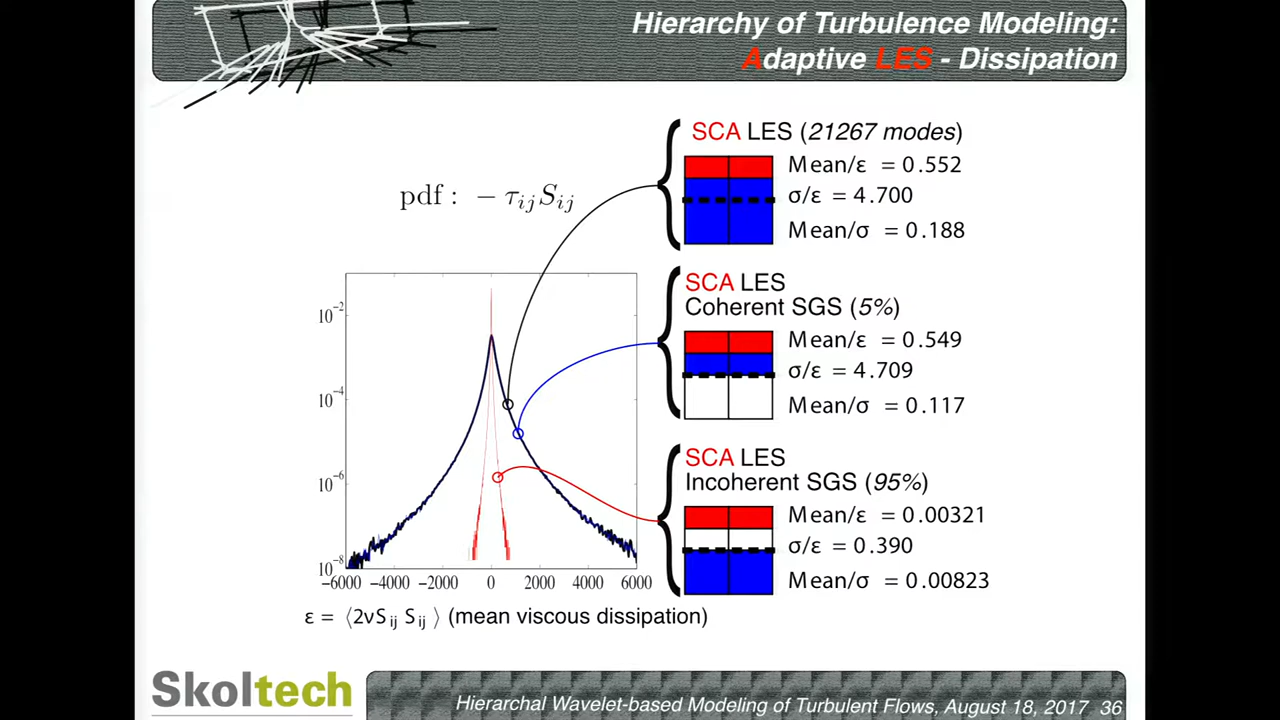 Hierarchy of Turbulence Modeling:
Adaptive LES - Dissipation
pdf : − τijSij
SCA LES (21267 modes)
Mean/ε = 0.552
σ/ε = 4.700
Mean/σ = 0.188
SCA LES
Coherent SGS (5%)
Mean/ε = 0.549
σ/ε = 4.709
Mean/σ = 0.117
SCA LES
Incoherent SGS (95%)
Mean/ε = 0.00321
σ/ε = 0.390
Mean/σ = 0.00823
10⁻²
10⁻⁴
10⁻⁶
10⁻⁸
−6000 −4000 −2000 0 2000 4000 6000
ε = ⟨2νSij Sij⟩ (mean viscous dissipation)
Skoltech
Hierarchal Wavelet-based Modeling of Turbulent Flows, August 18, 2017 36